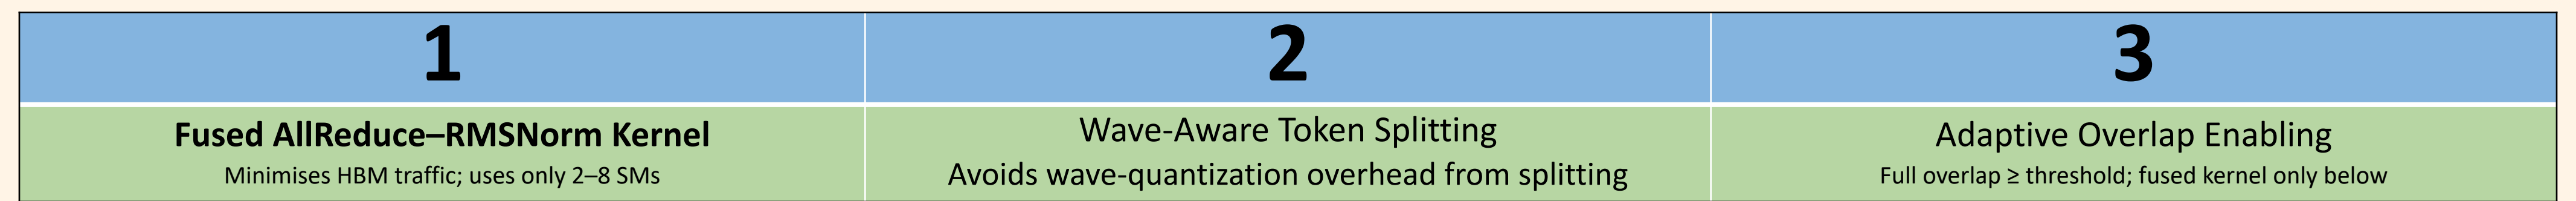 1
2
3
Fused AllReduce–RMSNorm Kernel
Minimises HBM traffic; uses only 2–8 SMs
Wave-Aware Token Splitting
Avoids wave-quantization overhead from splitting
Adaptive Overlap Enabling
Full overlap ≥ threshold; fused kernel only below